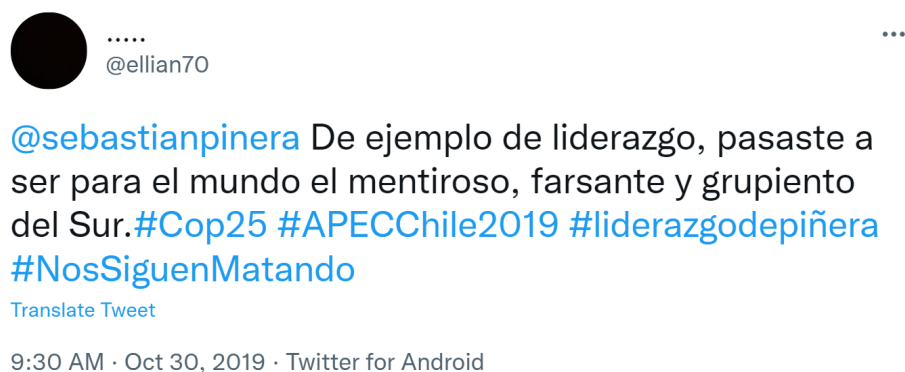 .....
@ellian70
@sebastianpinera De ejemplo de liderazgo, pasaste a
ser para el mundo el mentiroso, farsante y grupiento
del Sur.#Cop25 #APECChile2019 #liderazgodepiñera
#NosSiguenMatando
Translate Tweet
9:30 AM · Oct 30, 2019 · Twitter for Android